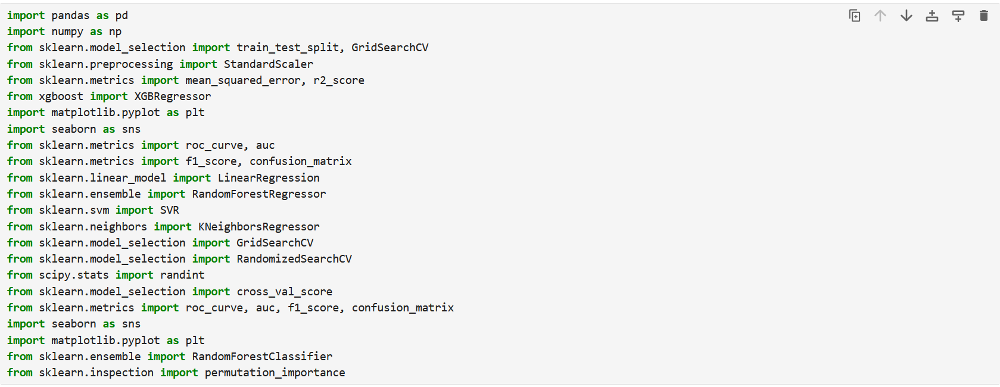 import pandas as pd
import numpy as np
from sklearn.model_selection import train_test_split, GridSearchCV
from sklearn.preprocessing import StandardScaler
from sklearn.metrics import mean_squared_error, r2_score
from xgboost import XGBRegressor
import matplotlib.pyplot as plt
import seaborn as sns
from sklearn.metrics import roc_curve, auc
from sklearn.metrics import f1_score, confusion_matrix
from sklearn.linear_model import LinearRegression
from sklearn.ensemble import RandomForestRegressor
from sklearn.svm import SVR
from sklearn.neighbors import KNeighborsRegressor
from sklearn.model_selection import GridSearchCV
from sklearn.model_selection import RandomizedSearchCV
from scipy.stats import randint
from sklearn.model_selection import cross_val_score
from sklearn.metrics import roc_curve, auc, f1_score, confusion_matrix
import seaborn as sns
import matplotlib.pyplot as plt
from sklearn.ensemble import RandomForestClassifier
from sklearn.inspection import permutation_importance